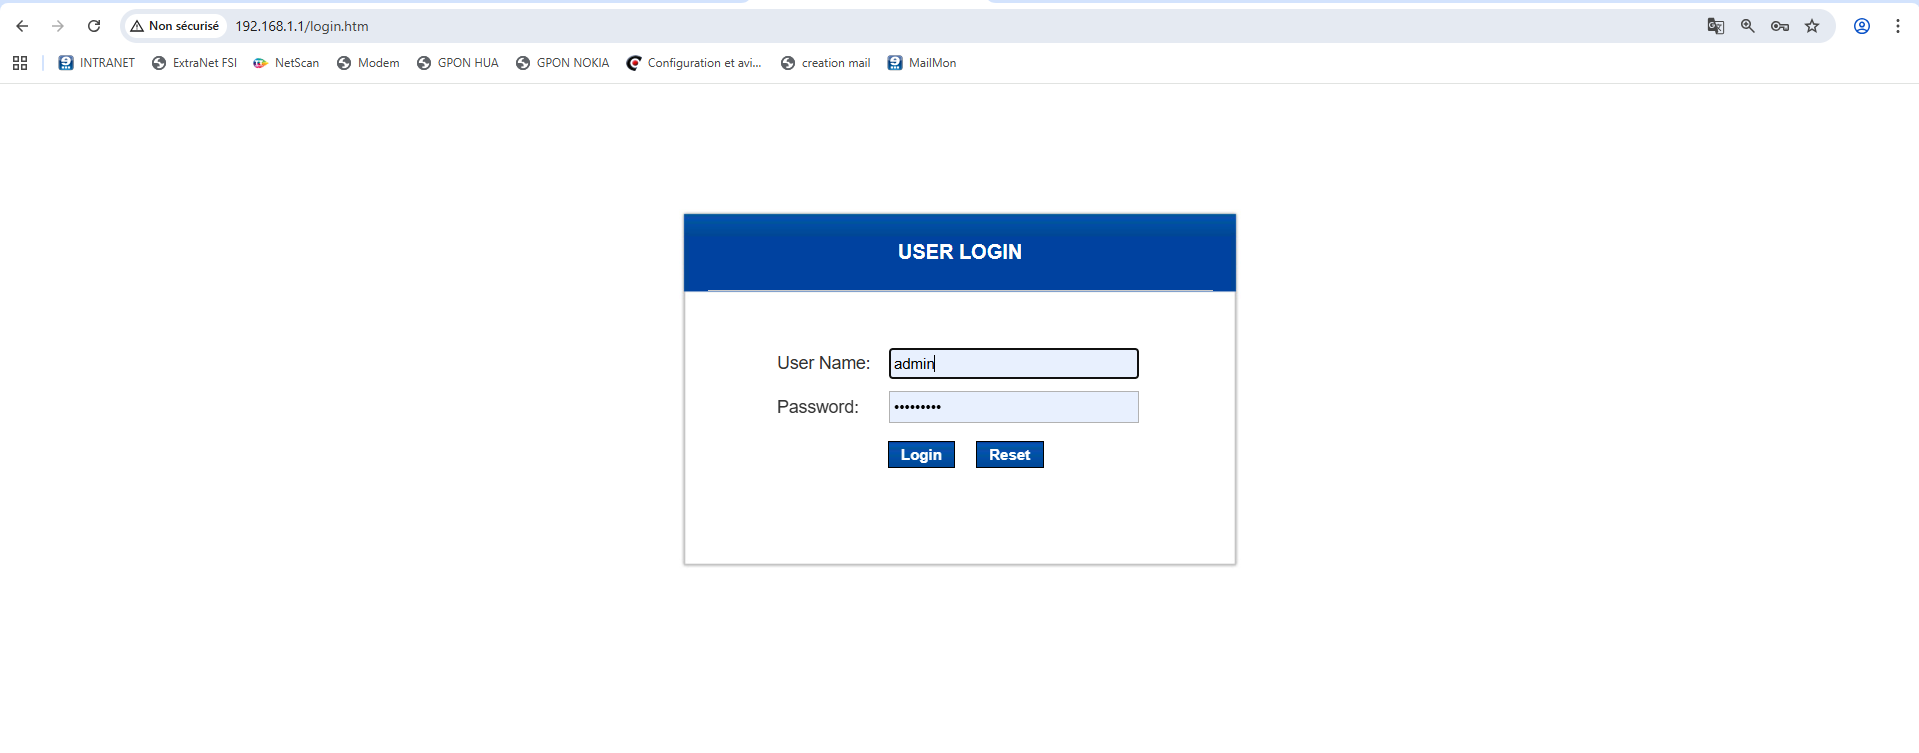 Non sécurisé 192.168.1.1/login.htm
INTRANET ExtraNet FSI NetScan Modem GPON HUA GPON NOKIA Configuration et avi... creation mail MailMon
USER LOGIN
User Name: admin
Password: •••••••••
Login Reset